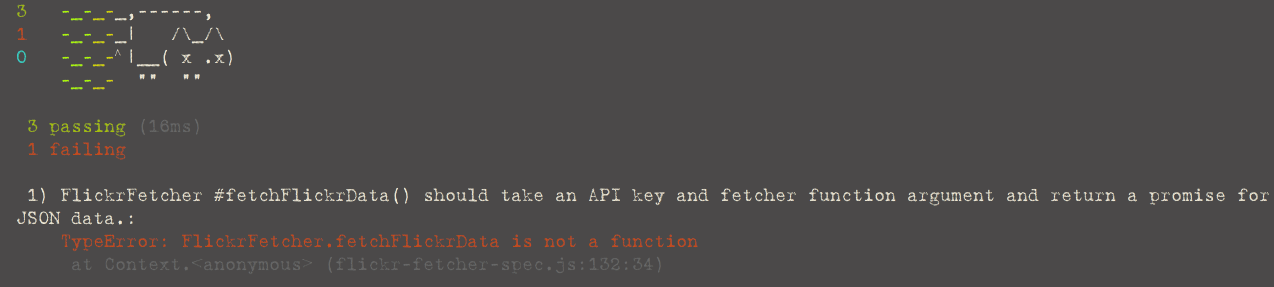 3   -_-_-_,------,
1   -_-_-_|   /\_/\
0   -_-_-^|__( x .x)
    -_-_-  ""  ""
3 passing (16ms)
1 failing
1) FlickrFetcher #fetchFlickrData() should take an API key and fetcher function argument and return a promise for
JSON data.:
TypeError: FlickrFetcher.fetchFlickrData is not a function
at Context.<anonymous> (flickr-fetcher-spec.js:132:34)